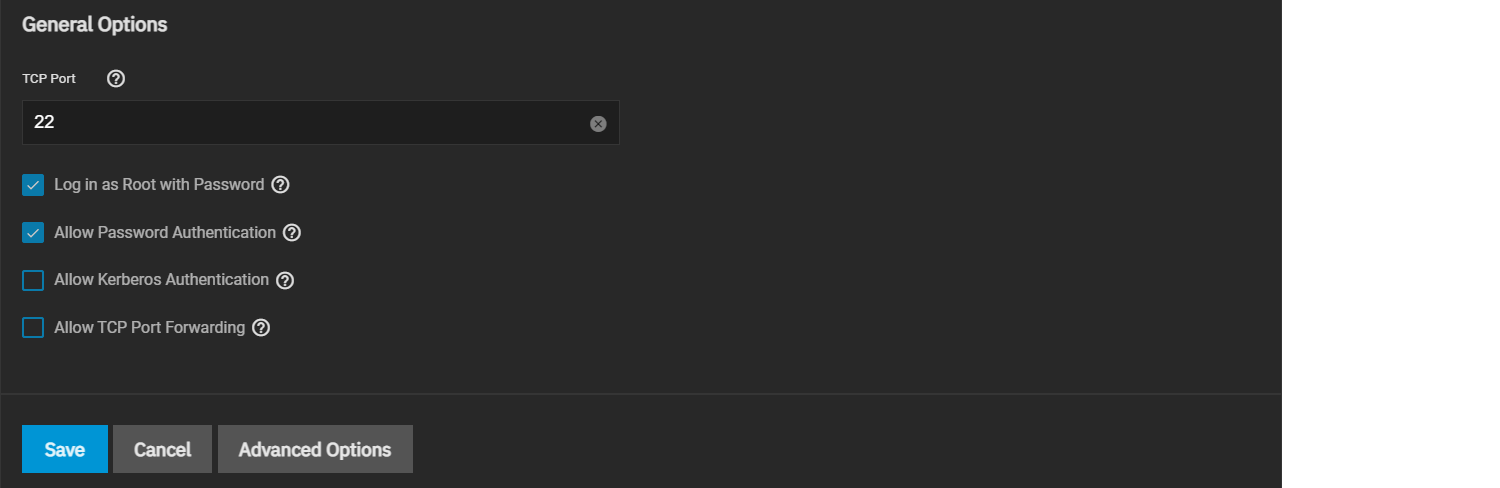 General Options
TCP Port
22
Log in as Root with Password
Allow Password Authentication
Allow Kerberos Authentication
Allow TCP Port Forwarding
Save Cancel Advanced Options